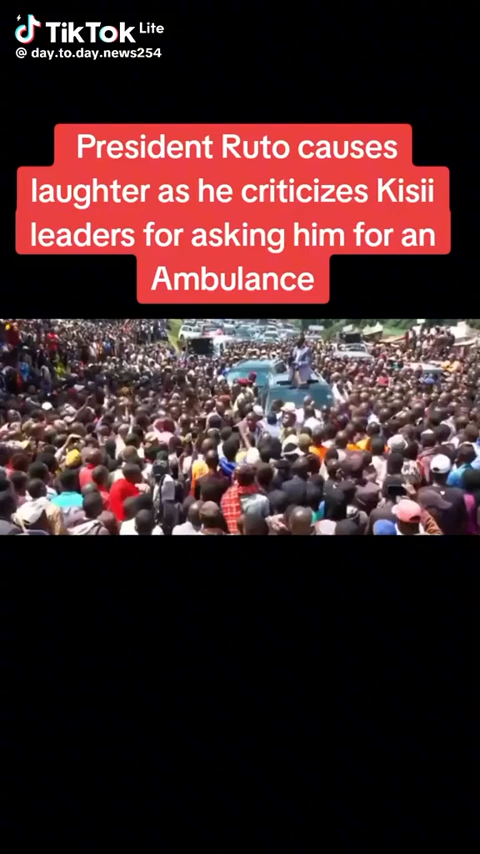 TikTok Lite
@ day.to.day.news254
President Ruto causes
laughter as he criticizes Kisii
leaders for asking him for an
Ambulance